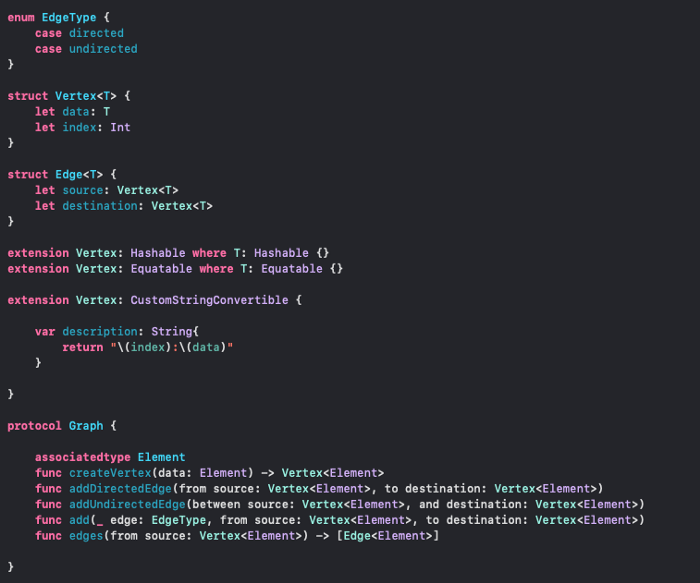 enum EdgeType {
    case directed
    case undirected
}

struct Vertex<T> {
    let data: T
    let index: Int
}

struct Edge<T> {
    let source: Vertex<T>
    let destination: Vertex<T>
}

extension Vertex: Hashable where T: Hashable {}
extension Vertex: Equatable where T: Equatable {}

extension Vertex: CustomStringConvertible {

    var description: String{
        return "\(index):\(data)"
    }

}

protocol Graph {

    associatedtype Element
    func createVertex(data: Element) -> Vertex<Element>
    func addDirectedEdge(from source: Vertex<Element>, to destination: Vertex<Element>)
    func addUndirectedEdge(between source: Vertex<Element>, and destination: Vertex<Element>)
    func add(_ edge: EdgeType, from source: Vertex<Element>, to destination: Vertex<Element>)
    func edges(from source: Vertex<Element>) -> [Edge<Element>]

}